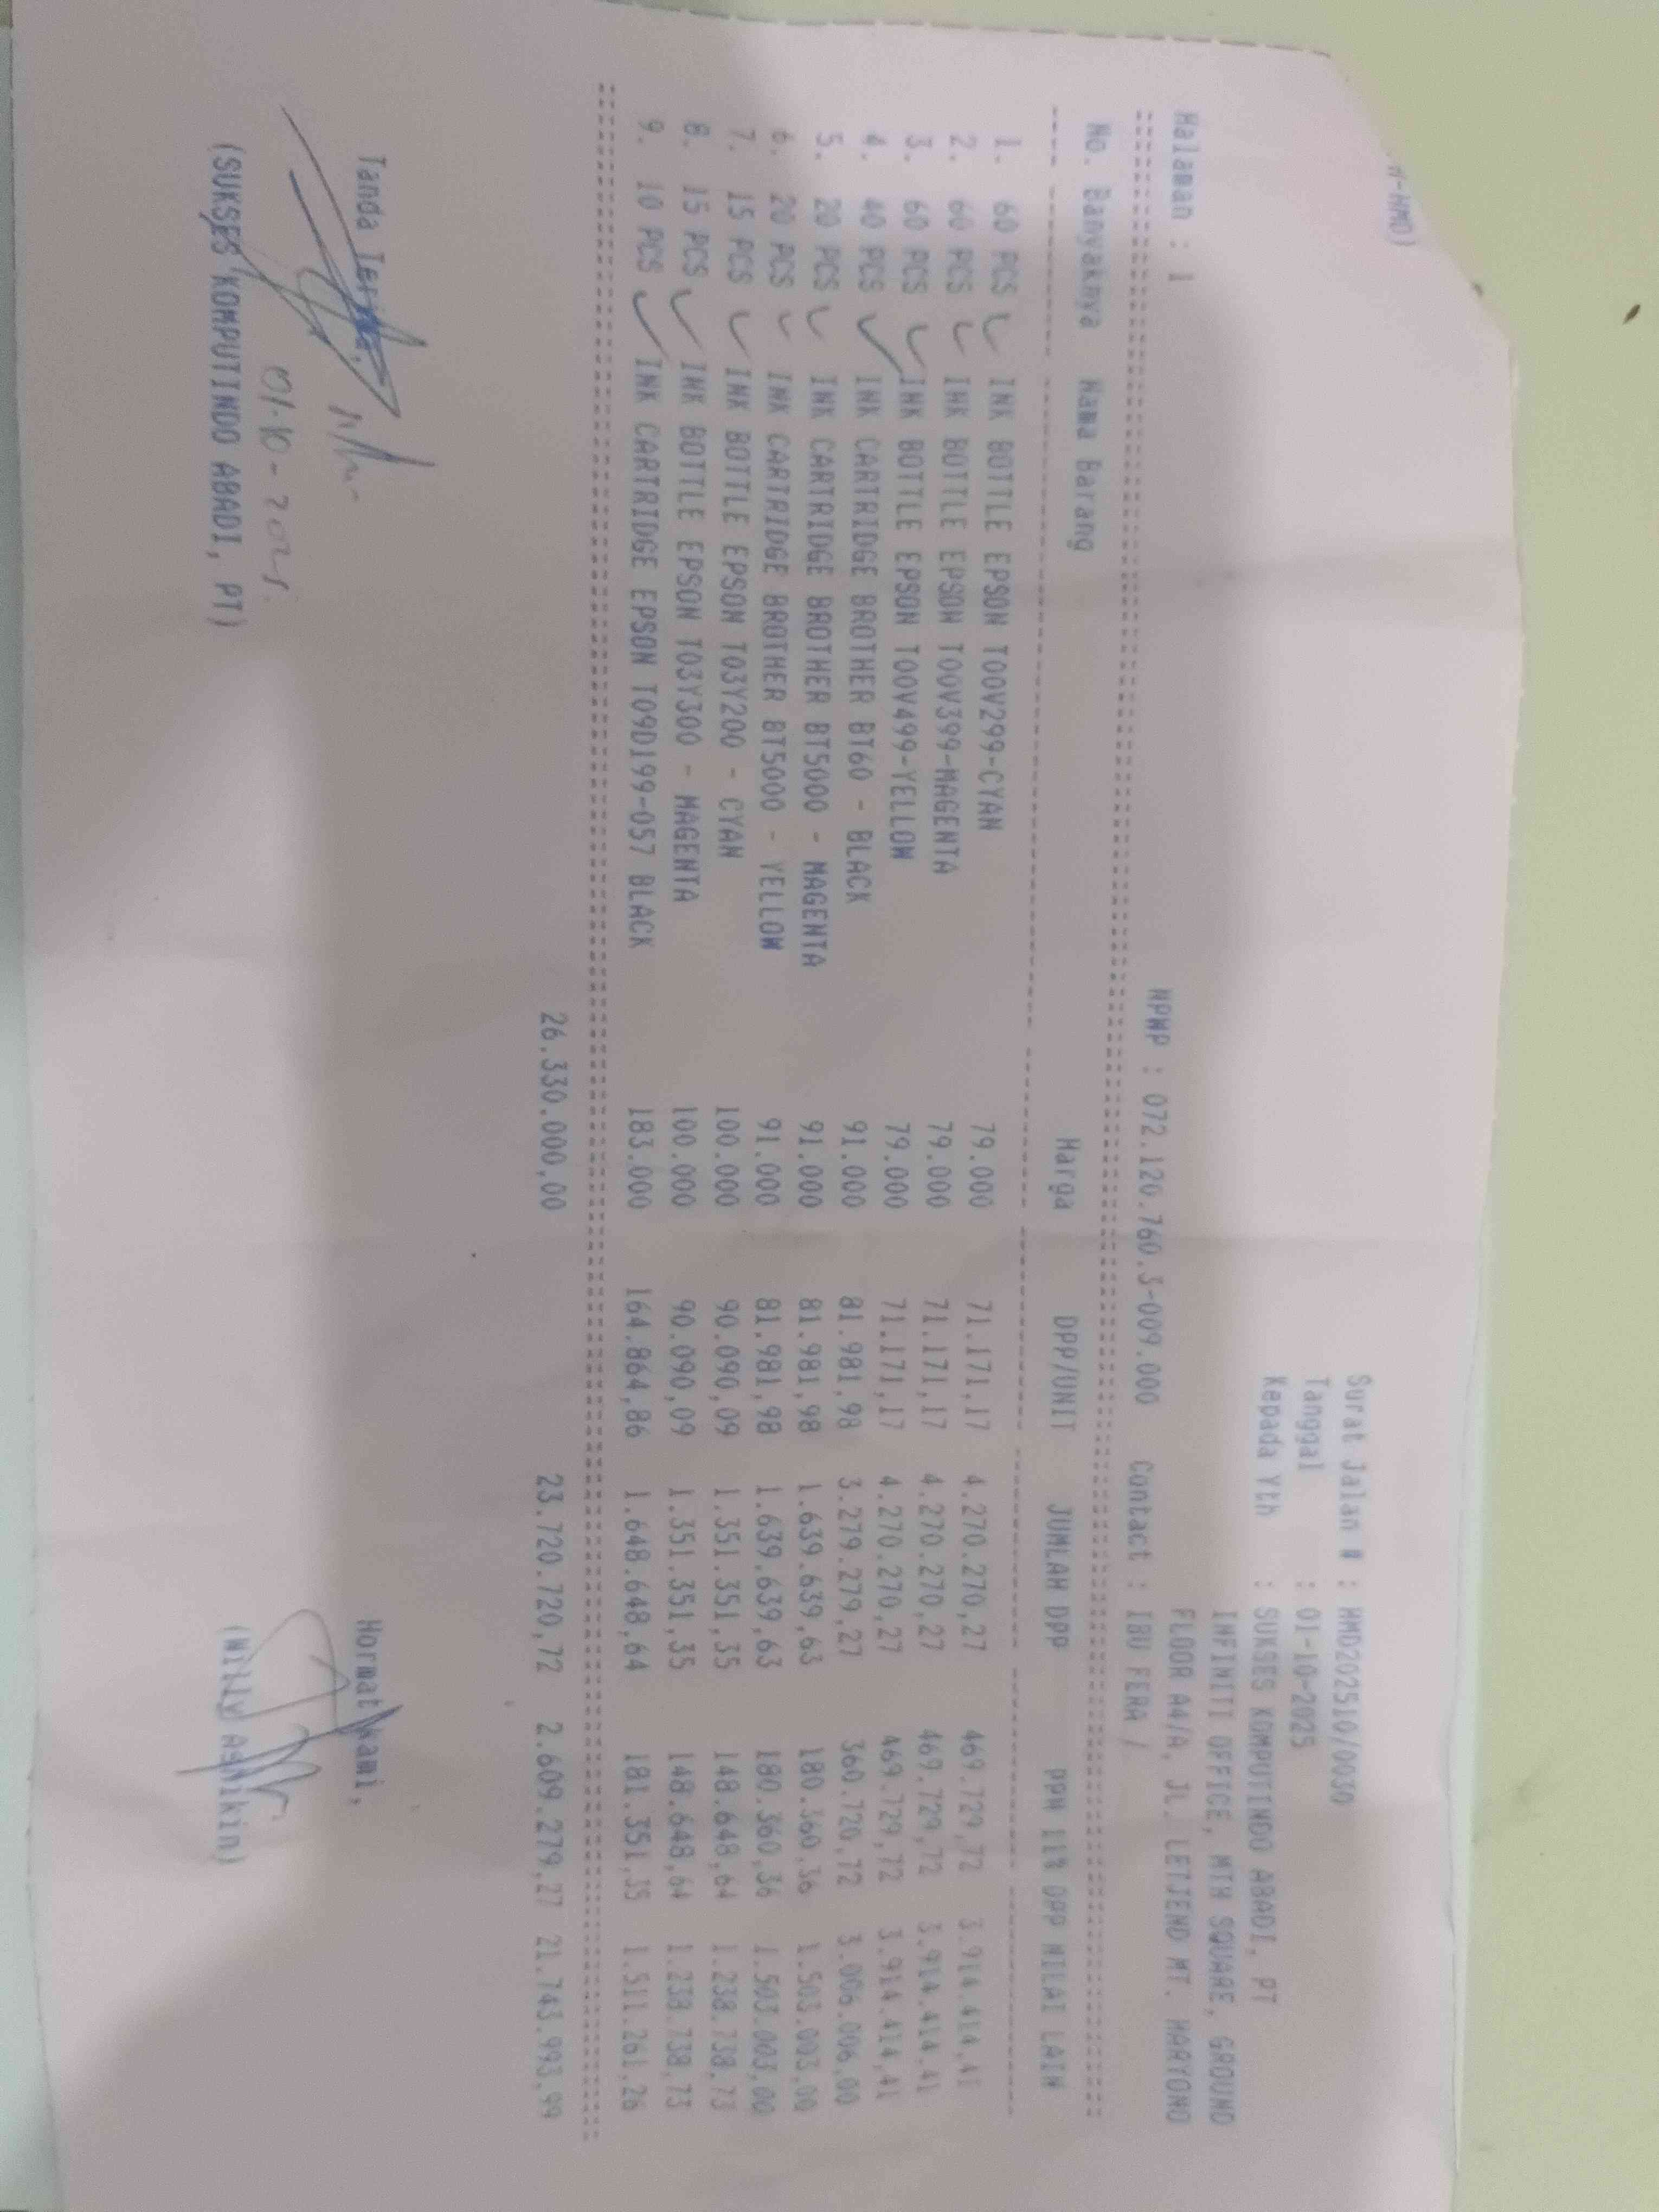 W-HMD)
Surat Jalan # : HMD202510/0030
Tanggal : 01-10-2025
Kepada Yth : SUKSES KOMPUTINDO ABADI, PT
INFINITI OFFICE, MTH SQUARE, GROUND
FLOOR A4/A, JL. LETJEND MT. HARYONO
Halaman : 1 NPWP : 072.120.760.5-009.000 Contact : IBU FERA /
No. Banyaknya Nama Barang Harga DPP/UNIT JUMLAH DPP PPN 11% DPP NILAI LAIN
1. 60 PCS INK BOTTLE EPSON TOOV299-CYAN 79.000 71.171,17 4.270.270,27 469.729,72 3.914.414,41
2. 60 PCS INK BOTTLE EPSON TOOV399-MAGENTA 79.000 71.171,17 4.270.270,27 469.729,72 3.914.414,41
3. 60 PCS INK BOTTLE EPSON TOOV499-YELLOW 79.000 71.171,17 4.270.270,27 469.729,72 3.914.414,41
4. 40 PCS INK CARTRIDGE BROTHER BT60 - BLACK 91.000 81.981,98 3.279.279,27 360.720,72 3.006.006,00
5. 20 PCS INK CARTRIDGE BROTHER BT5000 - MAGENTA 91.000 81.981,98 1.639.639,63 180.360,36 1.503.003,00
6. 20 PCS INK CARTRIDGE BROTHER BT5000 - YELLOW 91.000 81.981,98 1.639.639,63 180.360,36 1.503.003,00
7. 15 PCS INK BOTTLE EPSON T03Y200 - CYAN 100.000 90.090,09 1.351.351,35 148.648,64 1.238.738,73
8. 15 PCS INK BOTTLE EPSON T03Y300 - MAGENTA 100.000 90.090,09 1.351.351,35 148.648,64 1.238.738,73
9. 10 PCS INK CARTRIDGE EPSON T09D199-057 BLACK 183.000 164.864,86 1.648.648,64 181.351,35 1.511.261,26
26.330.000,00 23.720.720,72 2.609.279,27 21.743.993,99
Tanda Terima, Hormat Kami,
01-10-2025
(SUKSES KOMPUTINDO ABADI, PT) (Willy Asnikin)